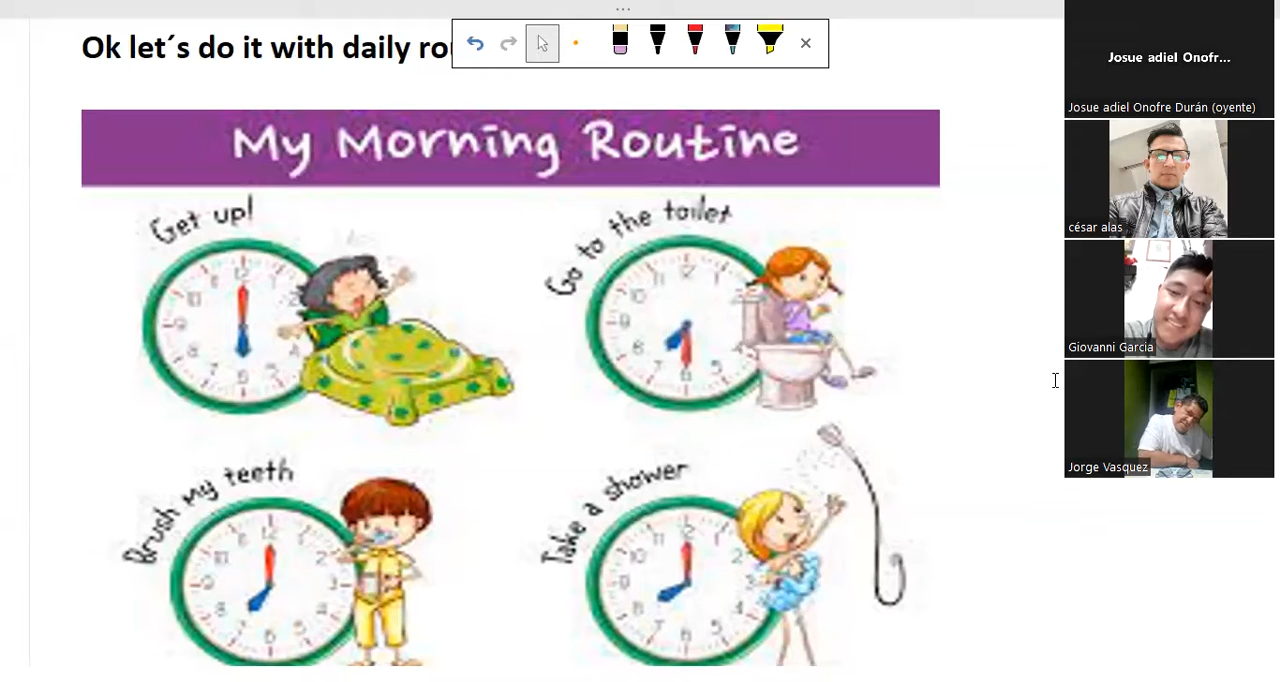 Ok let´s do it with daily rou
My Morning Routine
Get up!
Go to the toilet
Brush my teeth
Take a shower
Josue adiel Onofr...
Josue adiel Onofre Durán (oyente)
césar alas
Giovanni Garcia
Jorge Vasquez